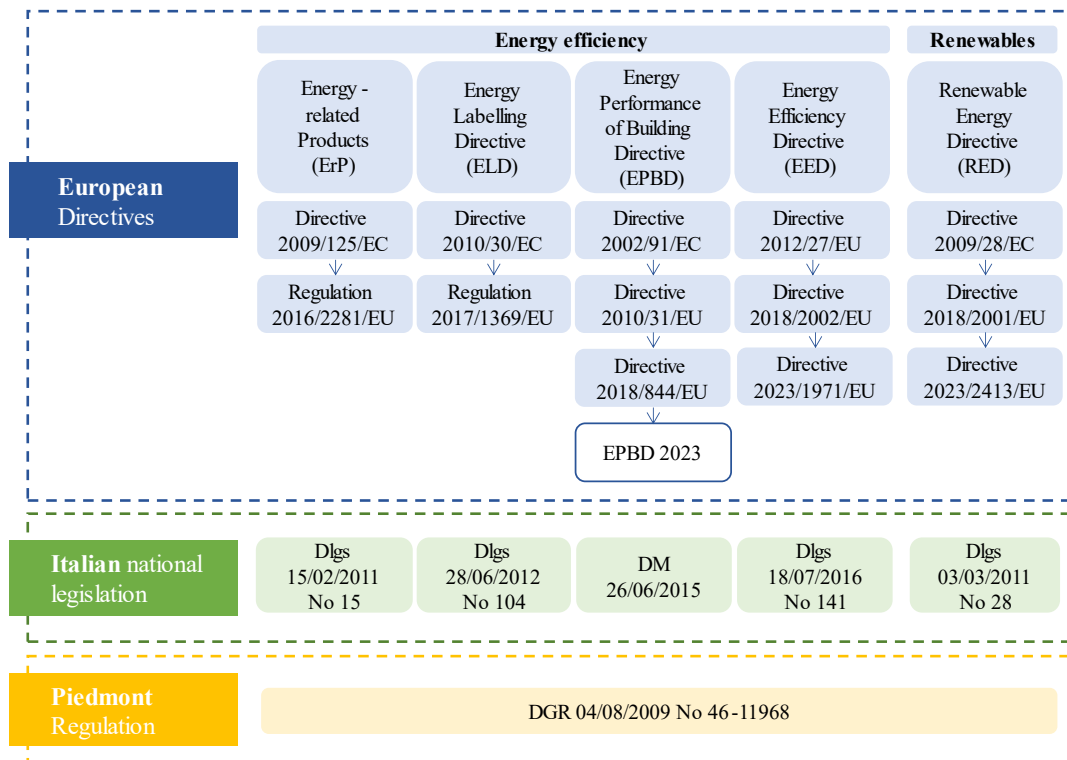 Energy efficiency
Renewables
Energy -
related
Products
(ErP)
Energy
Labelling
Directive
(ELD)
Energy
Performance
of Building
Directive
(EPBD)
Energy
Efficiency
Directive
(EED)
Renewable
Energy
Directive
(RED)
European
Directives
Directive
2009/125/EC
Directive
2010/30/EC
Directive
2002/91/EC
Directive
2012/27/EU
Directive
2009/28/EC
Regulation
2016/2281/EU
Regulation
2017/1369/EU
Directive
2010/31/EU
Directive
2018/2002/EU
Directive
2018/2001/EU
Directive
2018/844/EU
Directive
2023/1971/EU
Directive
2023/2413/EU
EPBD 2023
Italian national
legislation
Dlgs
15/02/2011
No 15
Dlgs
28/06/2012
No 104
DM
26/06/2015
Dlgs
18/07/2016
No 141
Dlgs
03/03/2011
No 28
Piedmont
Regulation
DGR 04/08/2009 No 46-11968